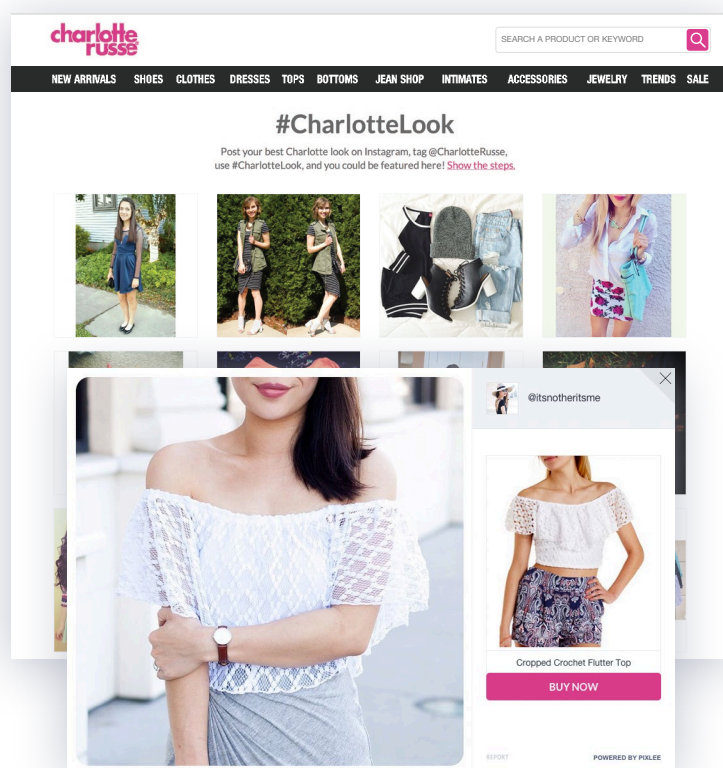 charlotte
russe
SEARCH A PRODUCT OR KEYWORD
NEW ARRIVALS SHOES CLOTHES DRESSES TOPS BOTTOMS JEAN SHOP INTIMATES ACCESSORIES JEWELRY TRENDS SALE
#CharlotteLook
Post your best Charlotte look on Instagram, tag @CharlotteRusse,
use #CharlotteLook, and you could be featured here! Show the steps.
@itsnotheritsme
Cropped Crochet Flutter Top
BUY NOW
REPORT POWERED BY PIXLEE